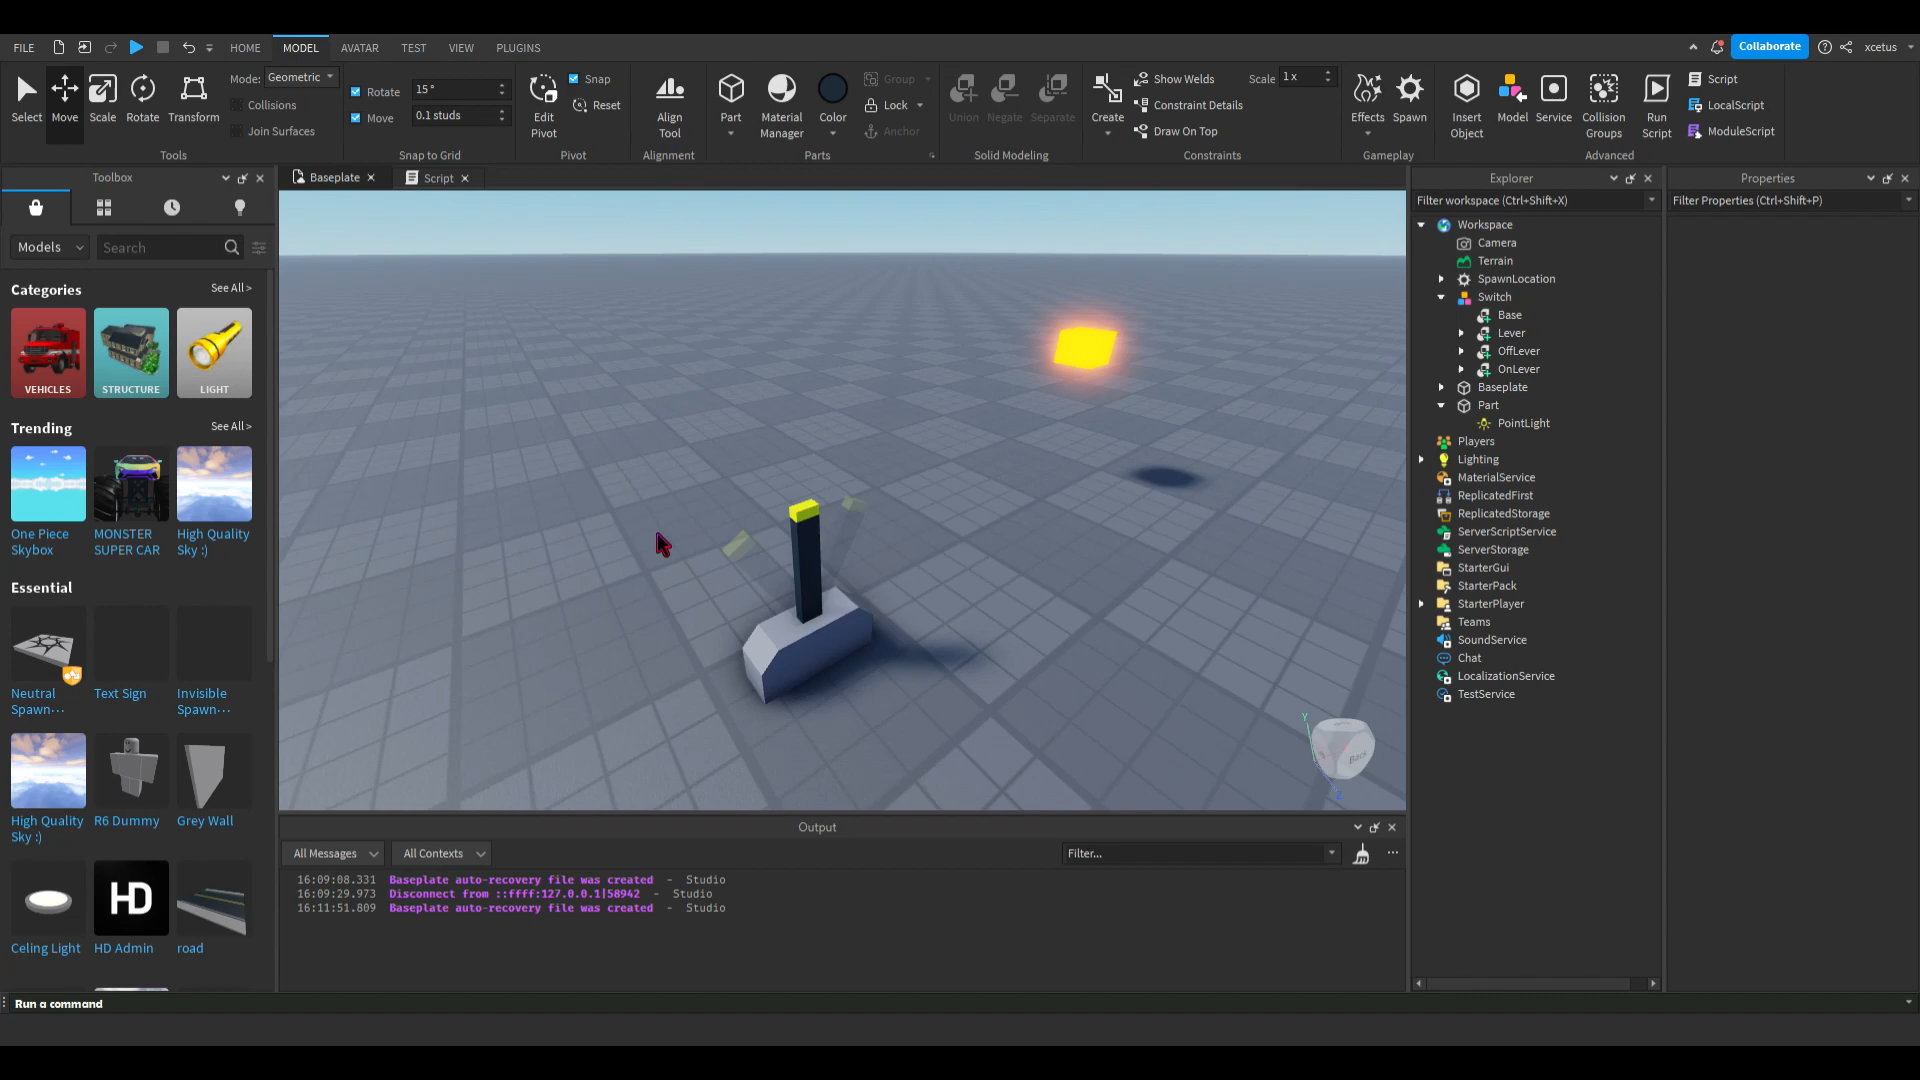 FILE HOME MODEL AVATAR TEST VIEW PLUGINS Collaborate xcetus
Select Move Scale Rotate Transform
Mode: Geometric
Collisions
Join Surfaces
Tools
Rotate 15 °
Move 0.1 studs
Snap to Grid
Edit Pivot
Snap
Reset
Pivot
Align Tool
Alignment
Part
Material Manager
Color
Group
Lock
Anchor
Parts
Union Negate Separate
Solid Modeling
Create
Show Welds
Constraint Details
Draw On Top
Scale 1 x
Constraints
Effects Spawn
Gameplay
Insert Object
Model
Service
Collision Groups
Run Script
Script
LocalScript
ModuleScript
Advanced
Toolbox
Models Search
Categories See All >
VEHICLES STRUCTURE LIGHT
Trending See All >
One Piece Skybox
MONSTER SUPER CAR
High Quality Sky :)
Essential
Neutral Spawn···
Text Sign
Invisible Spawn···
High Quality Sky :)
R6 Dummy
Grey Wall
HD
Celing Light
HD Admin
road
Baseplate
Script
Y
Back
Z
Output
All Messages All Contexts Filter...
16:09:08.331 Baseplate auto-recovery file was created - Studio
16:09:29.973 Disconnect from ::ffff:127.0.0.1|58942 - Studio
16:11:51.809 Baseplate auto-recovery file was created - Studio
Explorer
Filter workspace (Ctrl+Shift+X)
Workspace
Camera
Terrain
SpawnLocation
Switch
Base
Lever
OffLever
OnLever
Baseplate
Part
PointLight
Players
Lighting
MaterialService
ReplicatedFirst
ReplicatedStorage
ServerScriptService
ServerStorage
StarterGui
StarterPack
StarterPlayer
Teams
SoundService
Chat
LocalizationService
TestService
Properties
Filter Properties (Ctrl+Shift+P)
Run a command